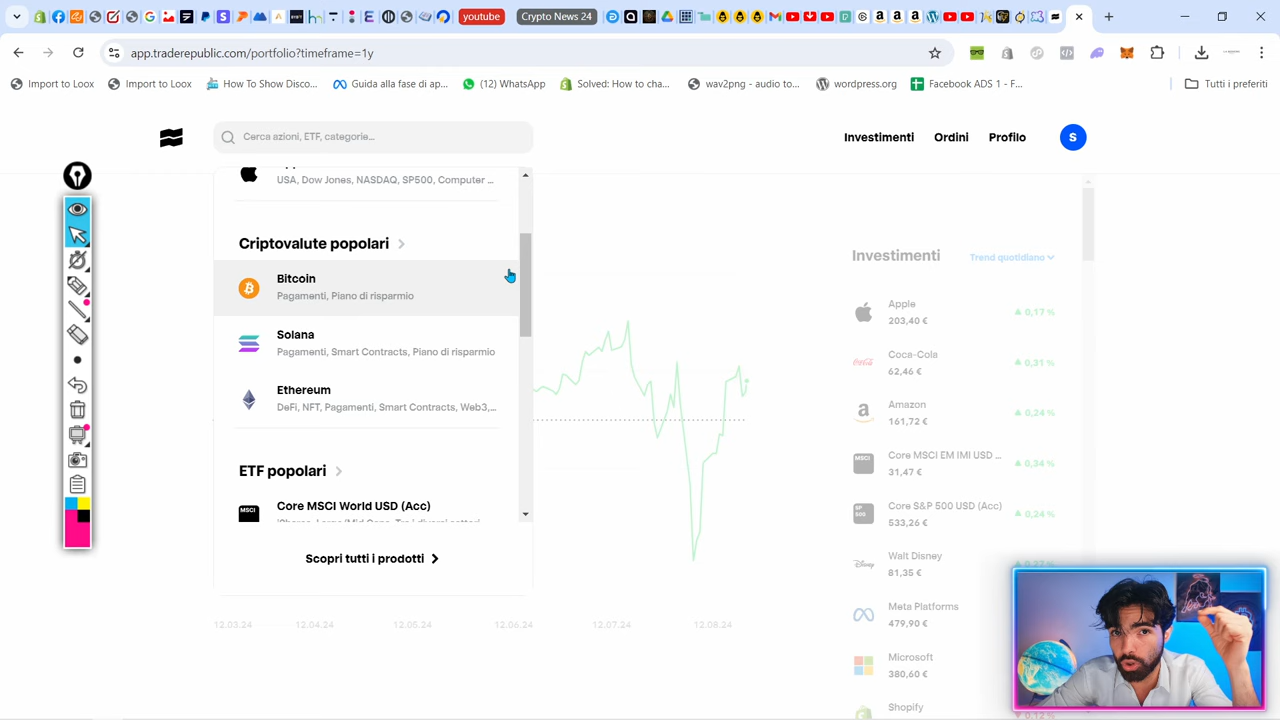 youtube
Crypto News 24
app.traderepublic.com/portfolio?timeframe=1y
Import to Loox
Import to Loox
How To Show Disco...
Guida alla fase di ap...
(12) WhatsApp
Solved: How to cha...
wav2png - audio to...
wordpress.org
Facebook ADS 1 - F...
Tutti i preferiti
Cerca azioni, ETF, categorie...
Investimenti
Ordini
Profilo
S
USA, Dow Jones, NASDAQ, SP500, Computer ...
Criptovalute popolari
Bitcoin
Pagamenti, Piano di risparmio
Solana
Pagamenti, Smart Contracts, Piano di risparmio
Ethereum
DeFi, NFT, Pagamenti, Smart Contracts, Web3,...
ETF popolari
MSCI
Core MSCI World USD (Acc)
Scopri tutti i prodotti
12.03.24
12.04.24
12.05.24
12.06.24
12.07.24
12.08.24
Investimenti
Trend quotidiano
Apple
203,40 €
0,17 %
Coca-Cola
62,46 €
0,31 %
Amazon
161,72 €
0,24 %
MSCI
Core MSCI EM IMI USD ...
31,47 €
0,34 %
SP
500
Core S&P 500 USD (Acc)
533,26 €
0,24 %
Walt Disney
81,35 €
Meta Platforms
479,90 €
Microsoft
380,60 €
Shopify